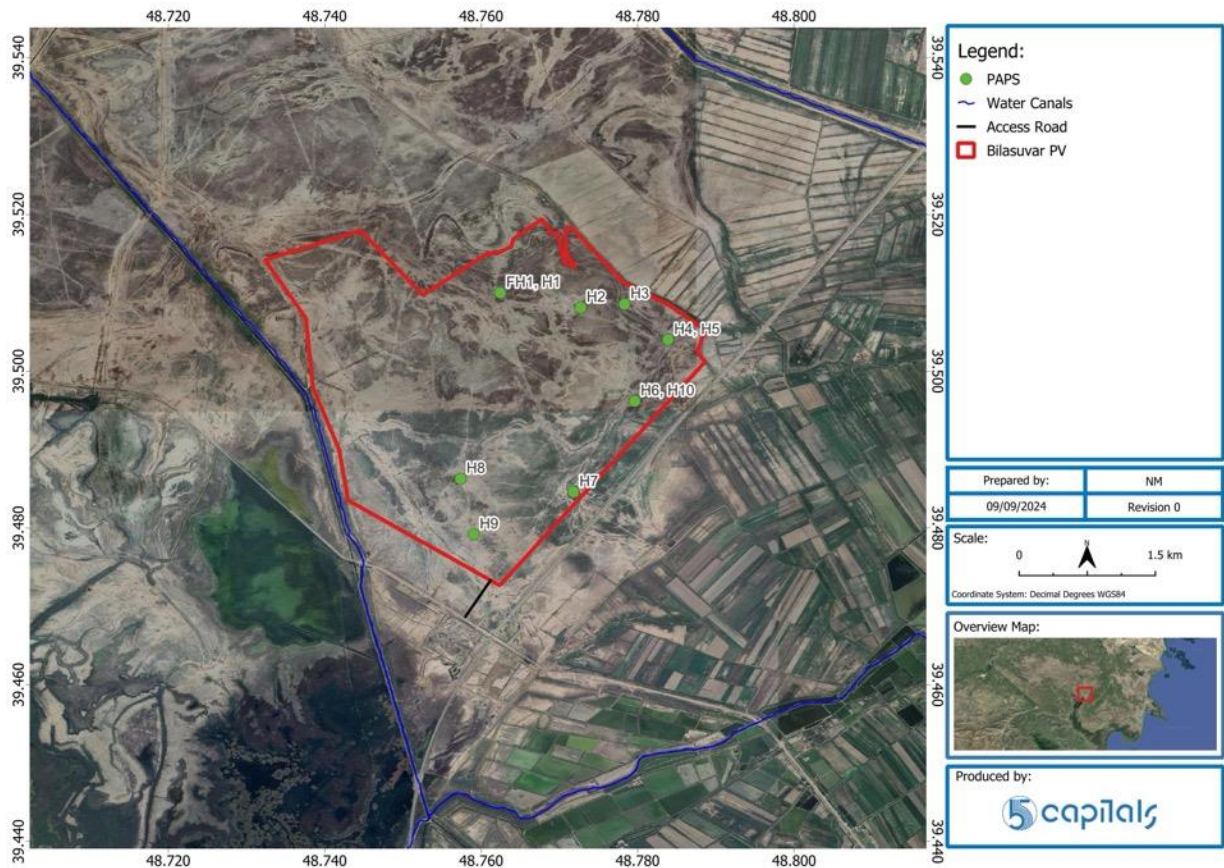 48.720 48.740 48.760 48.780 48.800
39.540
39.520
39.500
39.480
39.460
39.440
39.540
39.520
39.500
39.480
39.460
39.440
48.720 48.740 48.760 48.780 48.800
FH1, H1
H2
H3
H4, H5
H6, H10
H8
H7
H9
Legend:
PAPS
Water Canals
Access Road
Bilasuvar PV
Prepared by: NM
09/09/2024 Revision 0
Scale:
N
0 1.5 km
Coordinate System: Decimal Degrees WGS84
Overview Map:
Produced by:
5 capitals